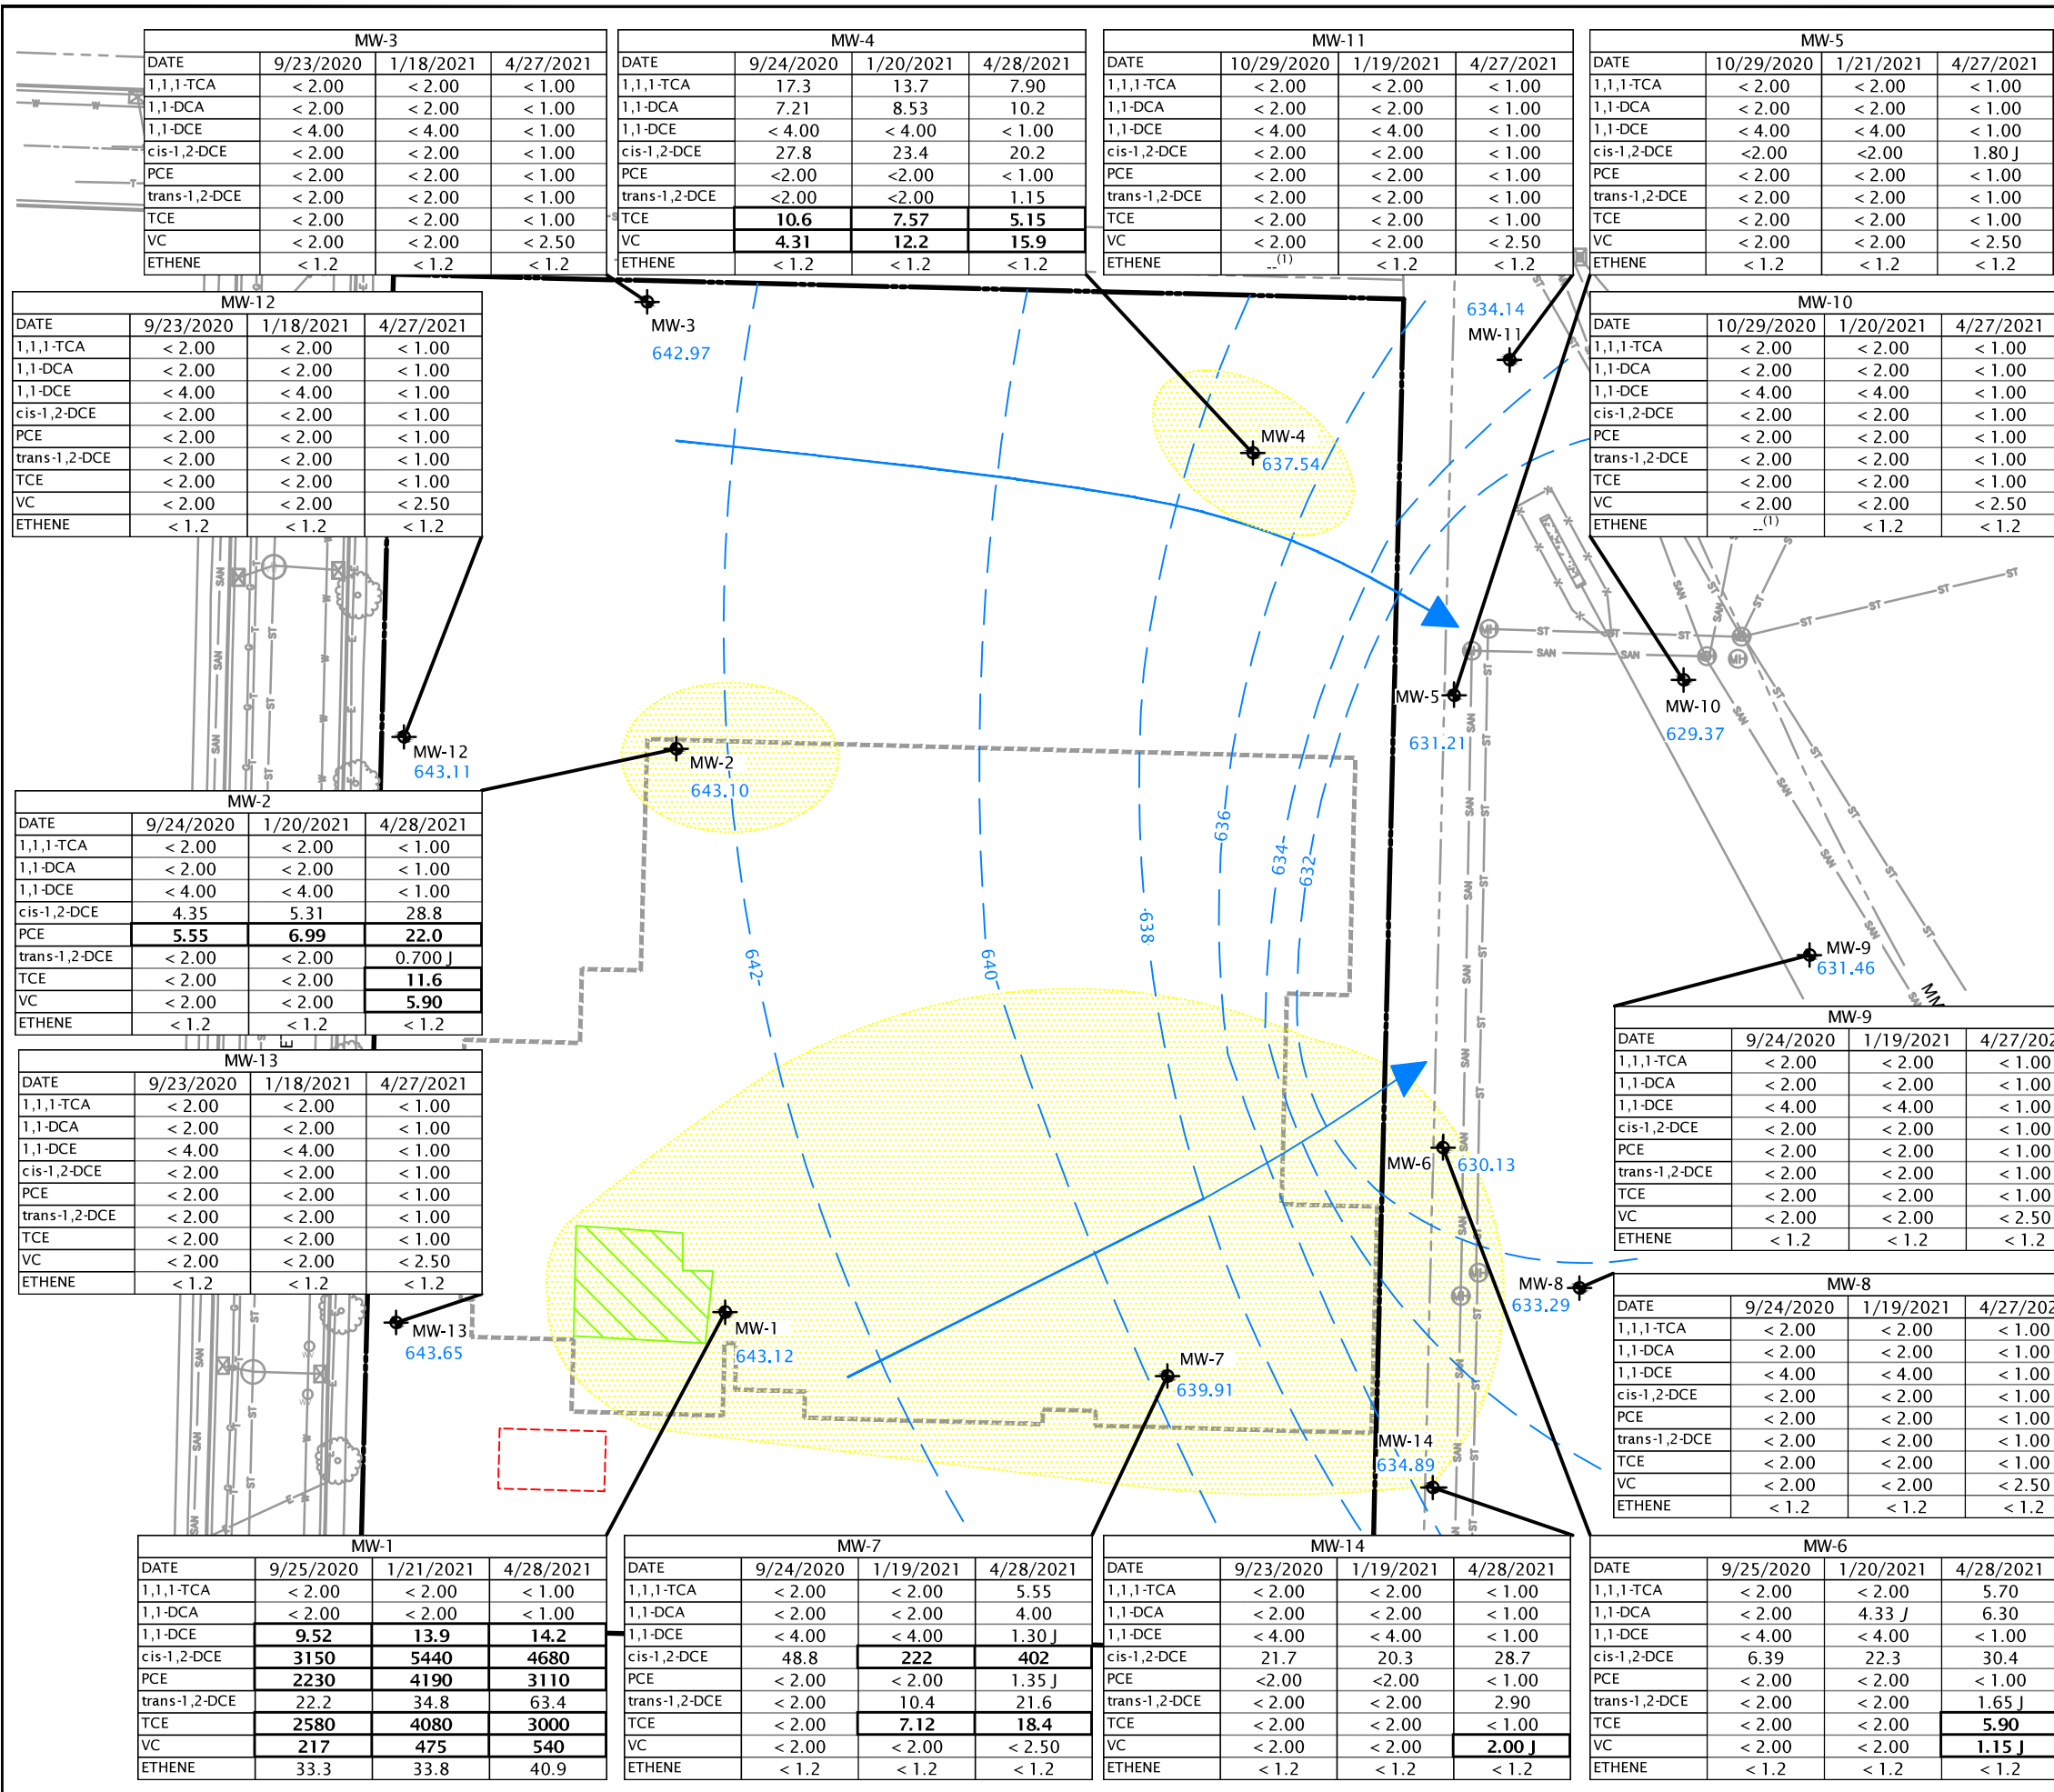 MW-3
DATE 9/23/2020 1/18/2021 4/27/2021
1,1,1-TCA < 2.00 < 2.00 < 1.00
1,1-DCA < 2.00 < 2.00 < 1.00
1,1-DCE < 4.00 < 4.00 < 1.00
cis-1,2-DCE < 2.00 < 2.00 < 1.00
PCE < 2.00 < 2.00 < 1.00
trans-1,2-DCE < 2.00 < 2.00 < 1.00
TCE < 2.00 < 2.00 < 1.00
VC < 2.00 < 2.00 < 2.50
ETHENE < 1.2 < 1.2 < 1.2
MW-4
DATE 9/24/2020 1/20/2021 4/28/2021
1,1,1-TCA 17.3 13.7 7.90
1,1-DCA 7.21 8.53 10.2
1,1-DCE < 4.00 < 4.00 < 1.00
cis-1,2-DCE 27.8 23.4 20.2
PCE <2.00 <2.00 < 1.00
trans-1,2-DCE <2.00 <2.00 1.15
TCE 10.6 7.57 5.15
VC 4.31 12.2 15.9
ETHENE < 1.2 < 1.2 < 1.2
MW-11
DATE 10/29/2020 1/19/2021 4/27/2021
1,1,1-TCA < 2.00 < 2.00 < 1.00
1,1-DCA < 2.00 < 2.00 < 1.00
1,1-DCE < 4.00 < 4.00 < 1.00
cis-1,2-DCE < 2.00 < 2.00 < 1.00
PCE < 2.00 < 2.00 < 1.00
trans-1,2-DCE < 2.00 < 2.00 < 1.00
TCE < 2.00 < 2.00 < 1.00
VC < 2.00 < 2.00 < 2.50
ETHENE --(1) < 1.2 < 1.2
MW-5
DATE 10/29/2020 1/21/2021 4/27/2021
1,1,1-TCA < 2.00 < 2.00 < 1.00
1,1-DCA < 2.00 < 2.00 < 1.00
1,1-DCE < 4.00 < 4.00 < 1.00
cis-1,2-DCE <2.00 <2.00 1.80 J
PCE < 2.00 < 2.00 < 1.00
trans-1,2-DCE < 2.00 < 2.00 < 1.00
TCE < 2.00 < 2.00 < 1.00
VC < 2.00 < 2.00 < 2.50
ETHENE < 1.2 < 1.2 < 1.2
MW-12
DATE 9/23/2020 1/18/2021 4/27/2021
1,1,1-TCA < 2.00 < 2.00 < 1.00
1,1-DCA < 2.00 < 2.00 < 1.00
1,1-DCE < 4.00 < 4.00 < 1.00
cis-1,2-DCE < 2.00 < 2.00 < 1.00
PCE < 2.00 < 2.00 < 1.00
trans-1,2-DCE < 2.00 < 2.00 < 1.00
TCE < 2.00 < 2.00 < 1.00
VC < 2.00 < 2.00 < 2.50
ETHENE < 1.2 < 1.2 < 1.2
MW-10
DATE 10/29/2020 1/20/2021 4/27/2021
1,1,1-TCA < 2.00 < 2.00 < 1.00
1,1-DCA < 2.00 < 2.00 < 1.00
1,1-DCE < 4.00 < 4.00 < 1.00
cis-1,2-DCE < 2.00 < 2.00 < 1.00
PCE < 2.00 < 2.00 < 1.00
trans-1,2-DCE < 2.00 < 2.00 < 1.00
TCE < 2.00 < 2.00 < 1.00
VC < 2.00 < 2.00 < 2.50
ETHENE --(1) < 1.2 < 1.2
MW-3
642.97
634.14
MW-11
MW-4
637.54
MW-5
631.21
MW-10
629.37
MW-12
643.11
MW-2
643.10
642
640
638
636
634
632
MW-9
631.46
MW-2
DATE 9/24/2020 1/20/2021 4/28/2021
1,1,1-TCA < 2.00 < 2.00 < 1.00
1,1-DCA < 2.00 < 2.00 < 1.00
1,1-DCE < 4.00 < 4.00 < 1.00
cis-1,2-DCE 4.35 5.31 28.8
PCE 5.55 6.99 22.0
trans-1,2-DCE < 2.00 < 2.00 0.700 J
TCE < 2.00 < 2.00 11.6
VC < 2.00 < 2.00 5.90
ETHENE < 1.2 < 1.2 < 1.2
MW-9
DATE 9/24/2020 1/19/2021 4/27/202
1,1,1-TCA < 2.00 < 2.00 < 1.00
1,1-DCA < 2.00 < 2.00 < 1.00
1,1-DCE < 4.00 < 4.00 < 1.00
cis-1,2-DCE < 2.00 < 2.00 < 1.00
PCE < 2.00 < 2.00 < 1.00
trans-1,2-DCE < 2.00 < 2.00 < 1.00
TCE < 2.00 < 2.00 < 1.00
VC < 2.00 < 2.00 < 2.50
ETHENE < 1.2 < 1.2 < 1.2
MW-13
DATE 9/23/2020 1/18/2021 4/27/2021
1,1,1-TCA < 2.00 < 2.00 < 1.00
1,1-DCA < 2.00 < 2.00 < 1.00
1,1-DCE < 4.00 < 4.00 < 1.00
cis-1,2-DCE < 2.00 < 2.00 < 1.00
PCE < 2.00 < 2.00 < 1.00
trans-1,2-DCE < 2.00 < 2.00 < 1.00
TCE < 2.00 < 2.00 < 1.00
VC < 2.00 < 2.00 < 2.50
ETHENE < 1.2 < 1.2 < 1.2
MW-6
630.13
MW-8
633.29
MW-13
643.65
MW-1
643.12
MW-7
639.91
MW-14
634.89
MW-8
DATE 9/24/2020 1/19/2021 4/27/202
1,1,1-TCA < 2.00 < 2.00 < 1.00
1,1-DCA < 2.00 < 2.00 < 1.00
1,1-DCE < 4.00 < 4.00 < 1.00
cis-1,2-DCE < 2.00 < 2.00 < 1.00
PCE < 2.00 < 2.00 < 1.00
trans-1,2-DCE < 2.00 < 2.00 < 1.00
TCE < 2.00 < 2.00 < 1.00
VC < 2.00 < 2.00 < 2.50
ETHENE < 1.2 < 1.2 < 1.2
MW-1
DATE 9/25/2020 1/21/2021 4/28/2021
1,1,1-TCA < 2.00 < 2.00 < 1.00
1,1-DCA < 2.00 < 2.00 < 1.00
1,1-DCE 9.52 13.9 14.2
cis-1,2-DCE 3150 5440 4680
PCE 2230 4190 3110
trans-1,2-DCE 22.2 34.8 63.4
TCE 2580 4080 3000
VC 217 475 540
ETHENE 33.3 33.8 40.9
MW-7
DATE 9/24/2020 1/19/2021 4/28/2021
1,1,1-TCA < 2.00 < 2.00 5.55
1,1-DCA < 2.00 < 2.00 4.00
1,1-DCE < 4.00 < 4.00 1.30 J
cis-1,2-DCE 48.8 222 402
PCE < 2.00 < 2.00 1.35 J
trans-1,2-DCE < 2.00 10.4 21.6
TCE < 2.00 7.12 18.4
VC < 2.00 < 2.00 < 2.50
ETHENE < 1.2 < 1.2 < 1.2
MW-14
DATE 9/23/2020 1/19/2021 4/28/2021
1,1,1-TCA < 2.00 < 2.00 < 1.00
1,1-DCA < 2.00 < 2.00 < 1.00
1,1-DCE < 4.00 < 4.00 < 1.00
cis-1,2-DCE 21.7 20.3 28.7
PCE <2.00 <2.00 < 1.00
trans-1,2-DCE < 2.00 < 2.00 2.90
TCE < 2.00 < 2.00 < 1.00
VC < 2.00 < 2.00 2.00 J
ETHENE < 1.2 < 1.2 < 1.2
MW-6
DATE 9/25/2020 1/20/2021 4/28/2021
1,1,1-TCA < 2.00 < 2.00 5.70
1,1-DCA < 2.00 4.33 J 6.30
1,1-DCE < 4.00 < 4.00 < 1.00
cis-1,2-DCE 6.39 22.3 30.4
PCE < 2.00 < 2.00 < 1.00
trans-1,2-DCE < 2.00 < 2.00 1.65 J
TCE < 2.00 < 2.00 5.90
VC < 2.00 < 2.00 1.15 J
ETHENE < 1.2 < 1.2 < 1.2